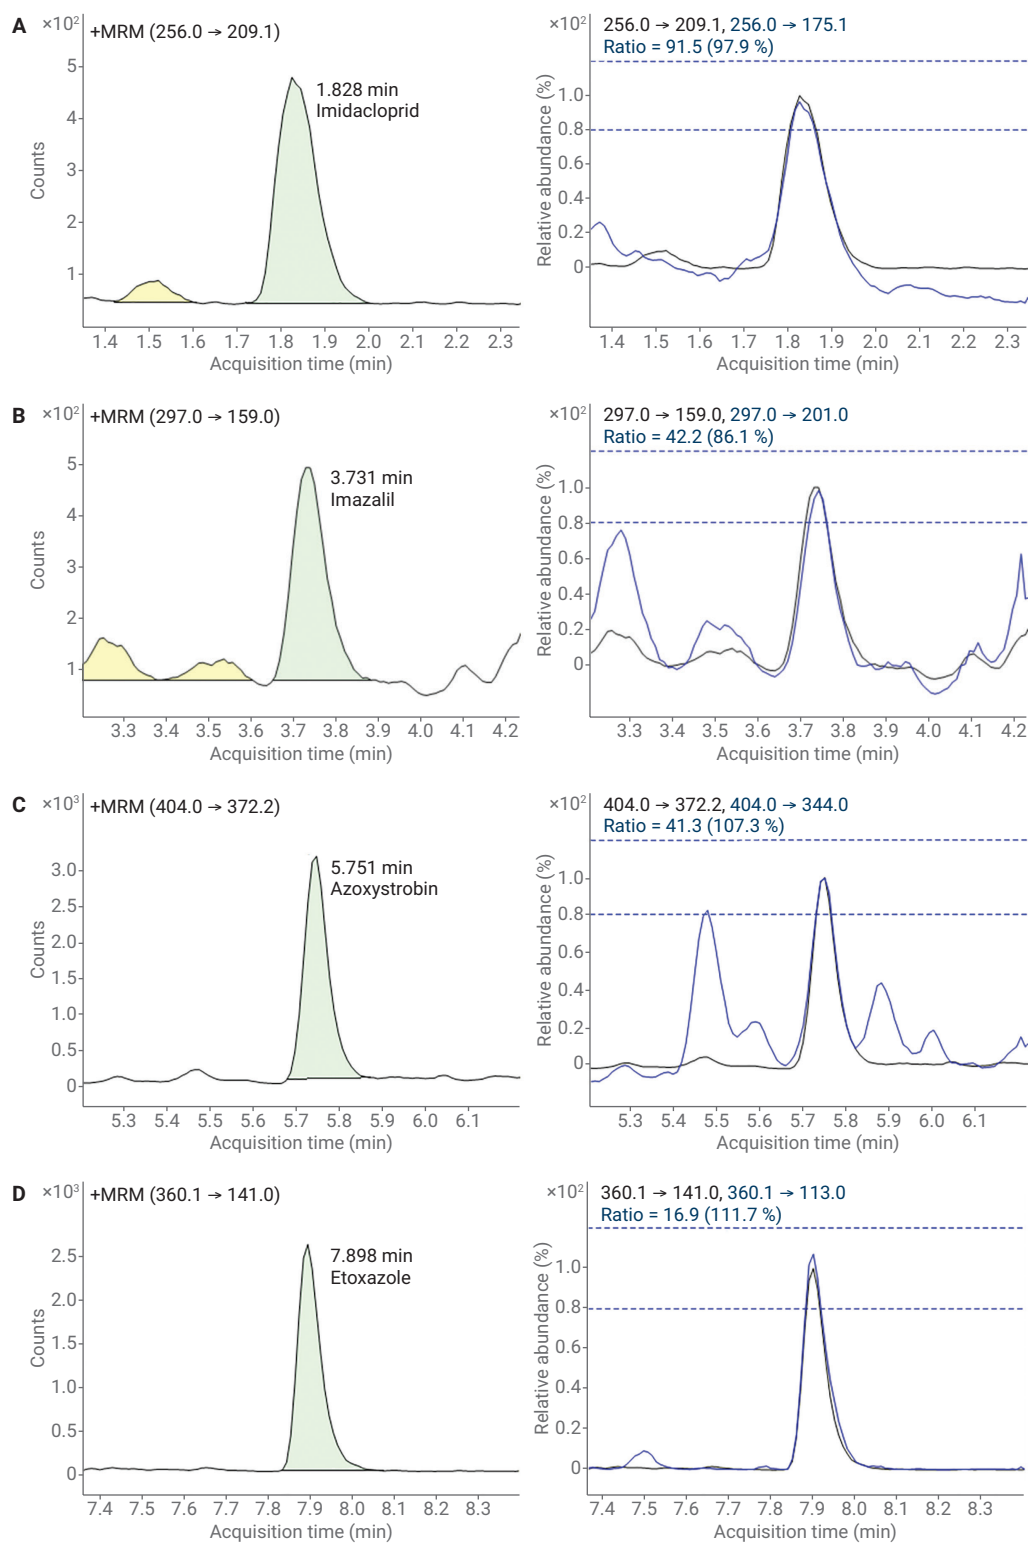 A
×10²
+MRM (256.0 → 209.1)
1.828 min
Imidacloprid
5
4
3
2
1
Counts
1.4 1.5 1.6 1.7 1.8 1.9 2.0 2.1 2.2 2.3
Acquisition time (min)
×10²
256.0 → 209.1, 256.0 → 175.1
Ratio = 91.5 (97.9 %)
1.0
0.8
0.6
0.4
0.2
0
Relative abundance (%)
1.4 1.5 1.6 1.7 1.8 1.9 2.0 2.1 2.2 2.3
Acquisition time (min)
B
×10²
+MRM (297.0 → 159.0)
3.731 min
Imazalil
5
4
3
2
1
Counts
3.3 3.4 3.5 3.6 3.7 3.8 3.9 4.0 4.1 4.2
Acquisition time (min)
×10²
297.0 → 159.0, 297.0 → 201.0
Ratio = 42.2 (86.1 %)
1.0
0.8
0.6
0.4
0.2
0
Relative abundance (%)
3.3 3.4 3.5 3.6 3.7 3.8 3.9 4.0 4.1 4.2
Acquisition time (min)
C
×10³
+MRM (404.0 → 372.2)
5.751 min
Azoxystrobin
3.0
2.5
2.0
1.5
1.0
0.5
0
Counts
5.3 5.4 5.6 5.7 5.8 5.9 6.0 6.1
Acquisition time (min)
×10²
404.0 → 372.2, 404.0 → 344.0
Ratio = 41.3 (107.3 %)
1.0
0.8
0.6
0.4
0.2
0
Relative abundance (%)
5.3 5.4 5.6 5.7 5.8 5.9 6.0 6.1
Acquisition time (min)
D
×10³
+MRM (360.1 → 141.0)
7.898 min
Etoxazole
2.5
2.0
1.0
0.5
0
Counts
7.4 7.5 7.6 7.7 7.8 7.9 8.0 8.1 8.2 8.3
Acquisition time (min)
×10²
360.1 → 141.0, 360.1 → 113.0
Ratio = 16.9 (111.7 %)
1.0
0.8
0.6
0.4
0.2
0
Relative abundance (%)
7.4 7.5 7.6 7.7 7.8 7.9 8.0 8.1 8.2 8.3
Acquisition time (min)